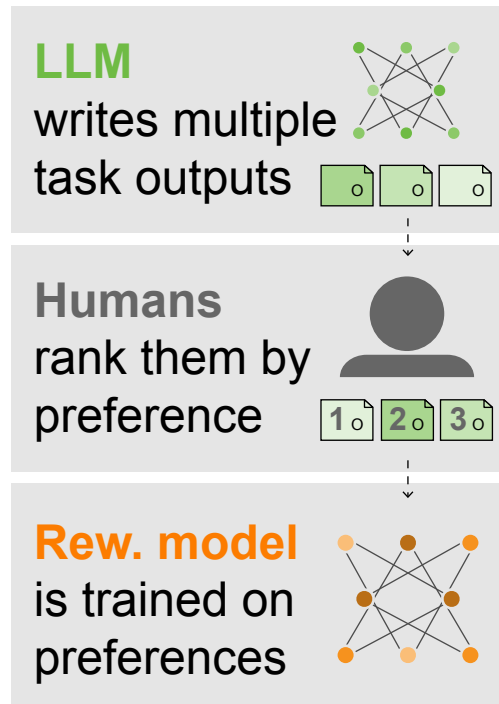 LLM
writes multiple
task outputs
O O O
Humans
rank them by
preference
1 O 2 O 3 O
Rew. model
is trained on
preferences